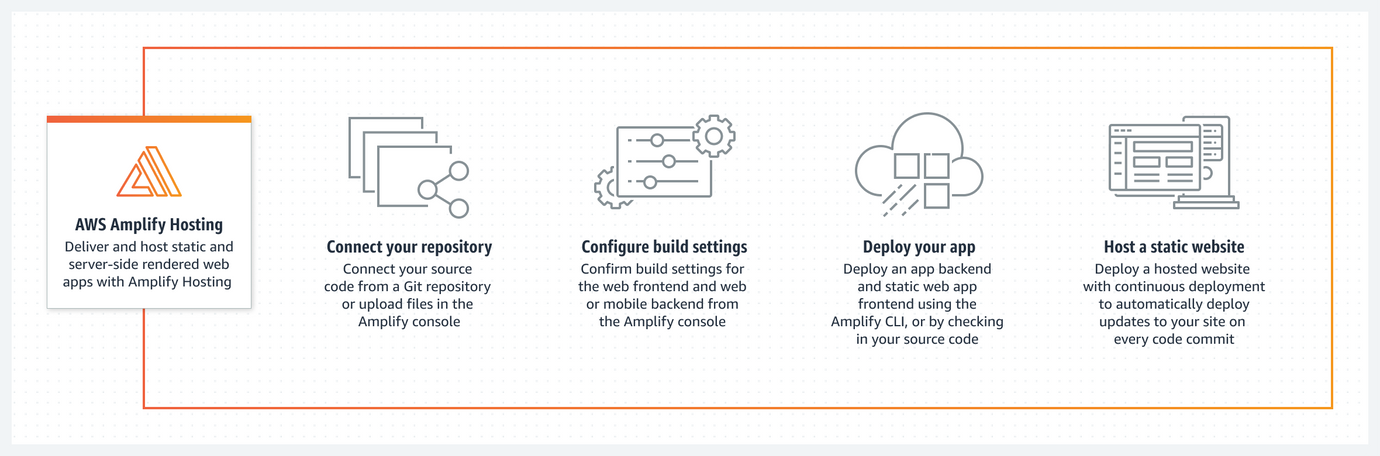 AWS Amplify Hosting
Deliver and host static and
server-side rendered web
apps with Amplify Hosting
Connect your repository
Connect your source
code from a Git repository
or upload files in the
Amplify console
Configure build settings
Confirm build settings for
the web frontend and web
or mobile backend from
the Amplify console
Deploy your app
Deploy an app backend
and static web app
frontend using the
Amplify CLI, or by checking
in your source code
Host a static website
Deploy a hosted website
with continuous deployment
to automatically deploy
updates to your site on
every code commit